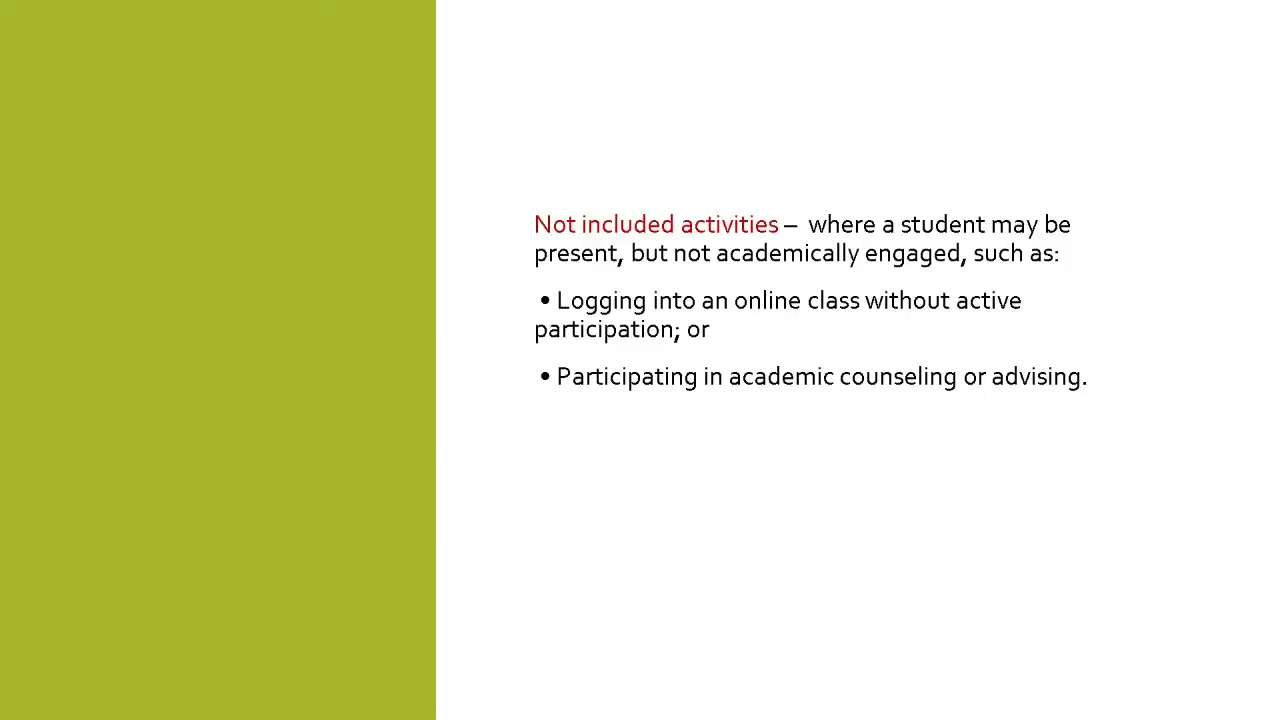 Not included activities –  where a student may be
present, but not academically engaged, such as:
• Logging into an online class without active
participation; or
• Participating in academic counseling or advising.